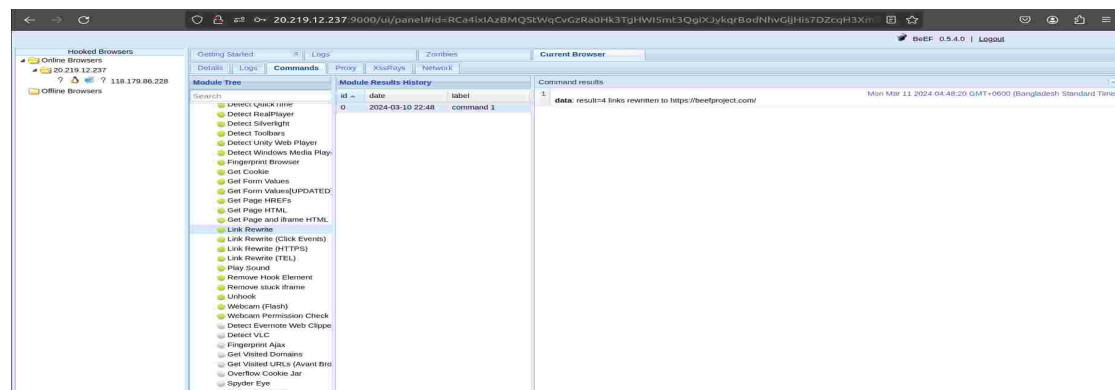 20.219.12.237:9000/ui/panel#id=RCa4ixIAzBMQStWqCvGzRa0Hk3TgHWI5mt3QgiXJykqrBodNhvGljHis7DZcqH3Xm
BeEF 0.5.4.0 | Logout
Hooked Browsers
Online Browsers
20.219.12.237
? ? 118.179.86.228
Offline Browsers
Getting Started Logs Zombies Current Browser
Details Logs Commands Proxy XssRays Network
Module Tree
Search
Detect QuickTime
Detect RealPlayer
Detect Silverlight
Detect Toolbars
Detect Unity Web Player
Detect Windows Media Play
Fingerprint Browser
Get Cookie
Get Form Values
Get Form Values[UPDATED]
Get Page HREFs
Get Page HTML
Get Page and iframe HTML
Link Rewrite
Link Rewrite (Click Events)
Link Rewrite (HTTPS)
Link Rewrite (TEL)
Play Sound
Remove Hook Element
Remove stuck iframe
Unhook
Webcam (Flash)
Webcam Permission Check
Detect Evernote Web Clippe
Detect VLC
Fingerprint Ajax
Get Visited Domains
Get Visited URLs (Avant Bro
Overflow Cookie Jar
Spyder Eye
Module Results History
id date label
0 2024-03-10 22:48 command 1
Command results
1 Mon Mar 11 2024 04:48:20 GMT+0600 (Bangladesh Standard Time
data: result=4 links rewritten to https://beefproject.com/